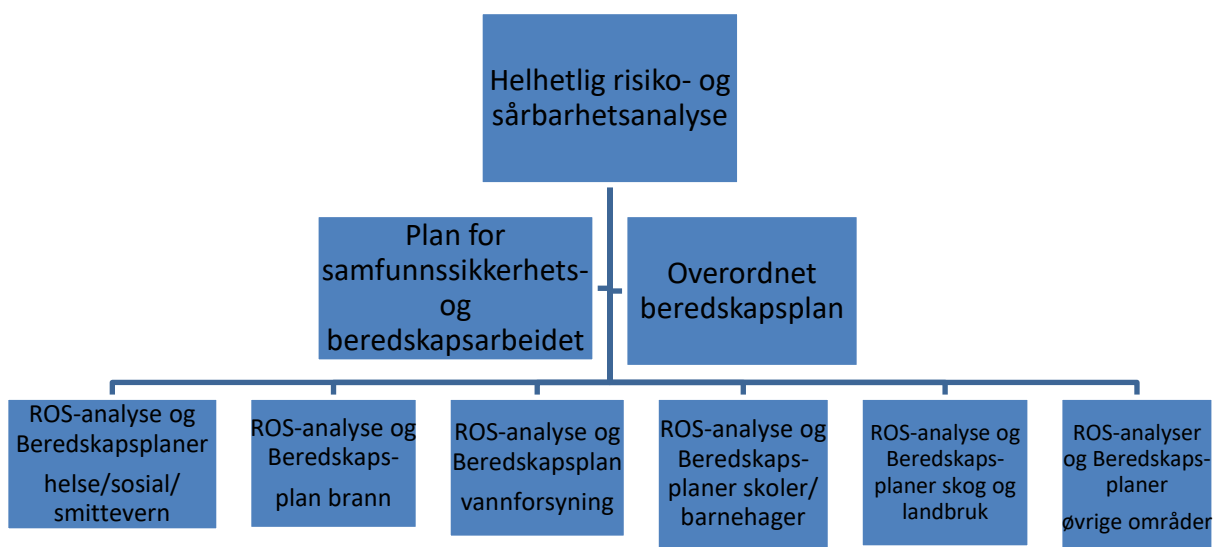 Helhetlig risiko- og
sårbarhetsanalyse
Plan for
samfunnssikkerhets-
og
beredskapsarbeidet
Overordnet
beredskapsplan
ROS-analyse og
Beredskapsplaner
helse/sosial/
smittevern
ROS-analyse og
Beredskaps-
plan brann
ROS-analyse og
Beredskapsplan
vannforsyning
ROS-analyse og
Beredskaps-
planer skoler/
barnehager
ROS-analyse og
Beredskaps-
planer skog og
landbruk
ROS-analyser
og Beredskaps-
planer
øvrige områder